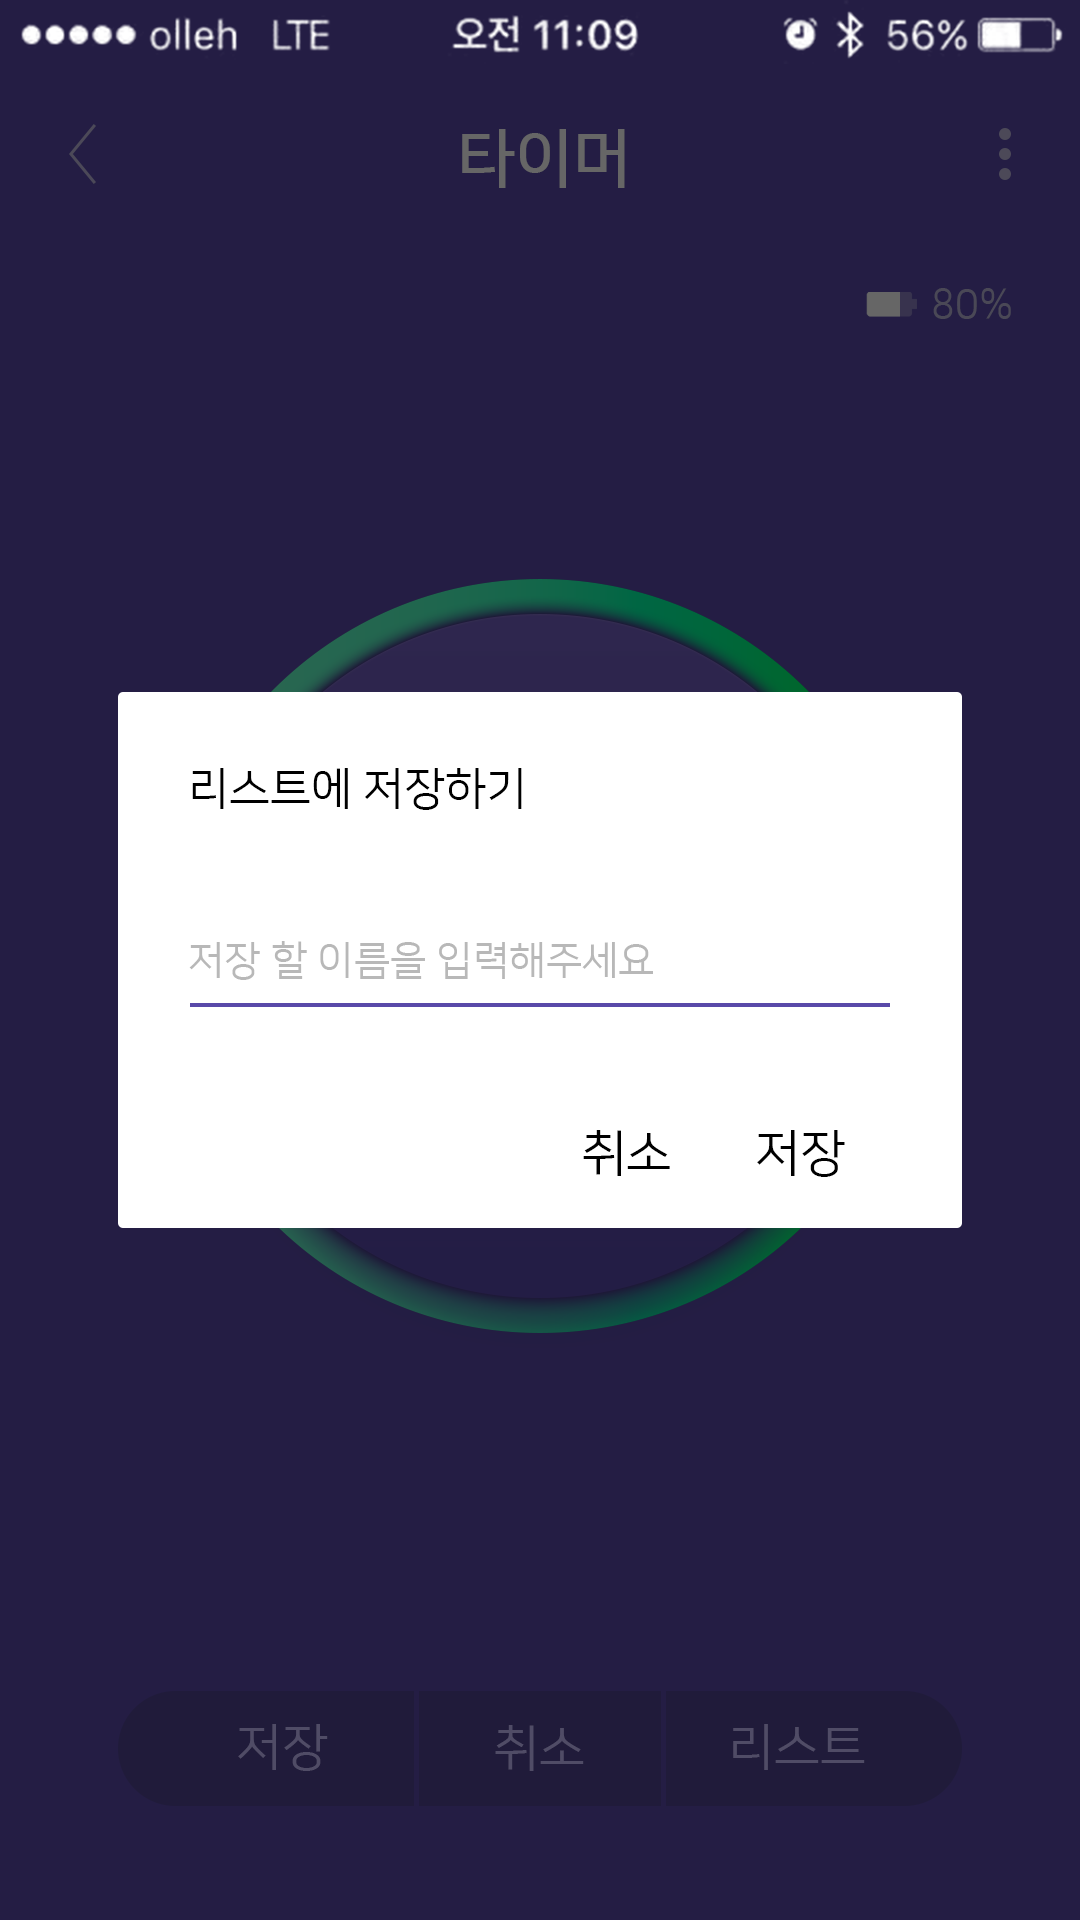 olleh LTE 오전 11:09 56%
타이머
80%
리스트에 저장하기
저장 할 이름을 입력해주세요
취소 저장
저장 취소 리스트